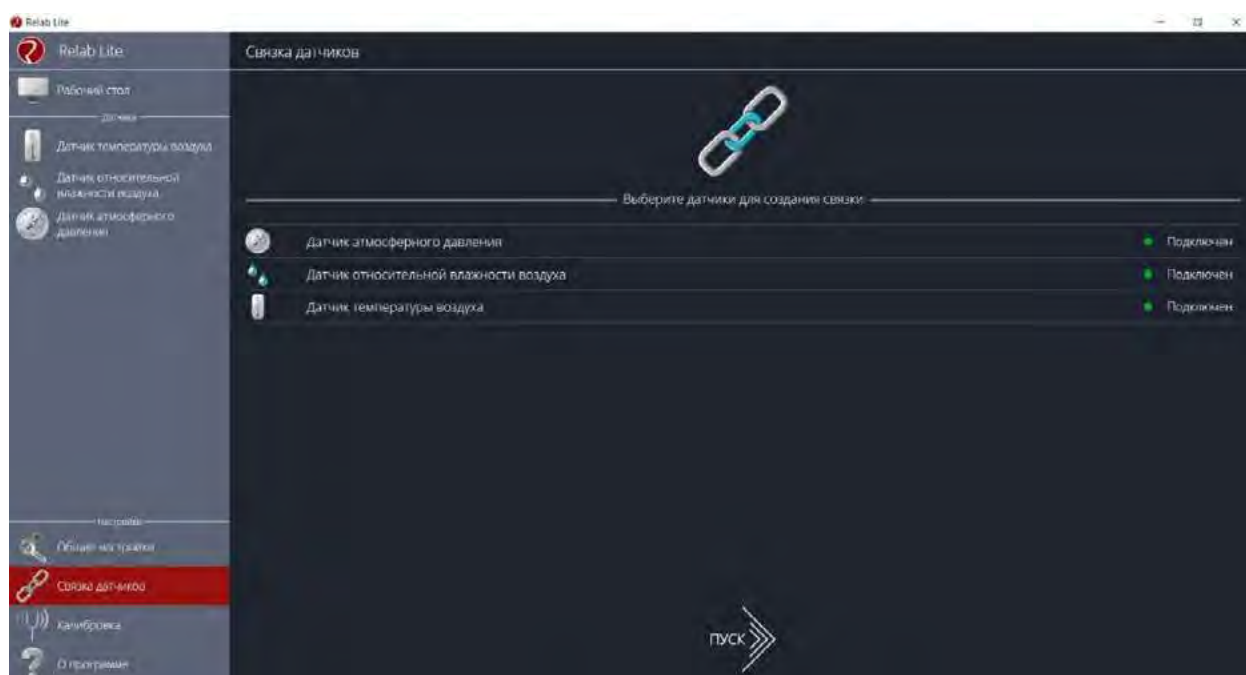 Relab Lite
Relab Lite
Связка датчиков
Рабочий стол
Датчики
Датчик температуры воздуха
Датчик относительной
влажности воздуха
Датчик атмосферного
давления
Выберите датчики для создания связки
Датчик атмосферного давления
Подключен
Датчик относительной влажности воздуха
Подключен
Датчик температуры воздуха
Подключен
Настройки
Общие настройки
Связка датчиков
Калибровка
О программе
ПУСК